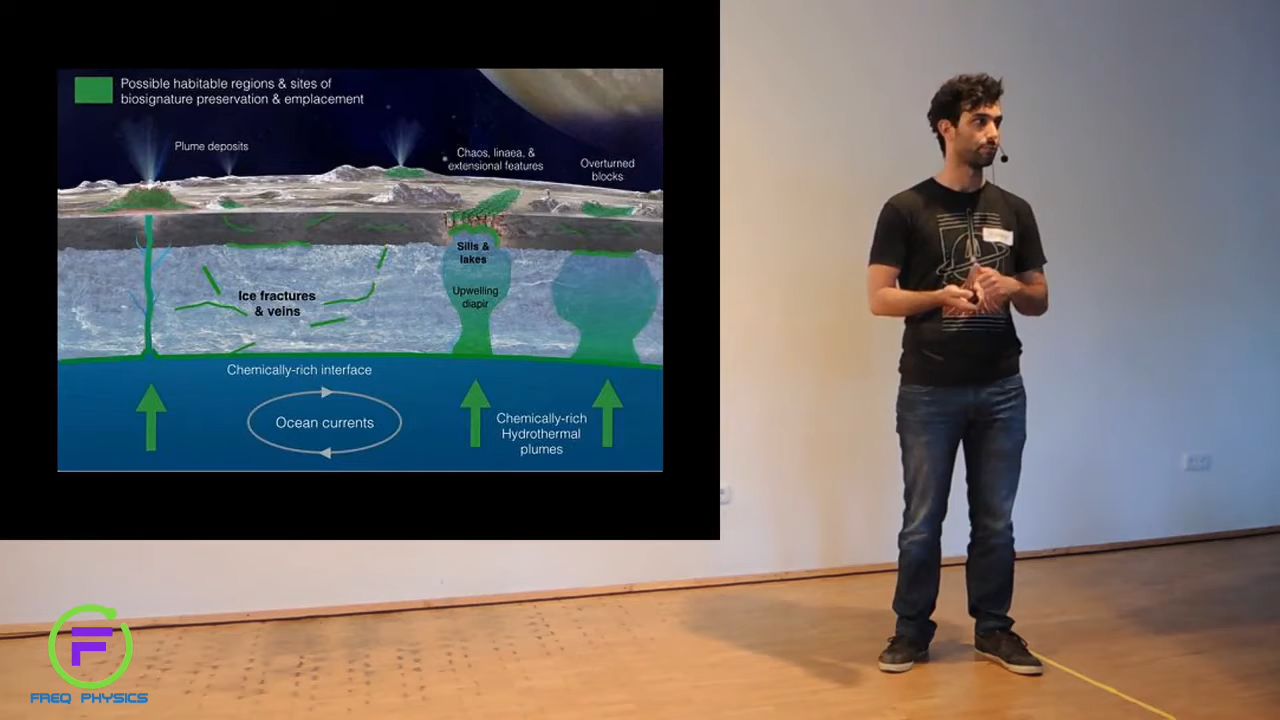 Possible habitable regions & sites of
biosignature preservation & emplacement
Plume deposits
Chaos, linaea, &
extensional features
Overturned
blocks
Sills &
lakes
Ice fractures
& veins
Upwelling
diapir
Chemically-rich interface
Ocean currents
Chemically-rich
Hydrothermal
plumes
F
FREQ PHYSICS